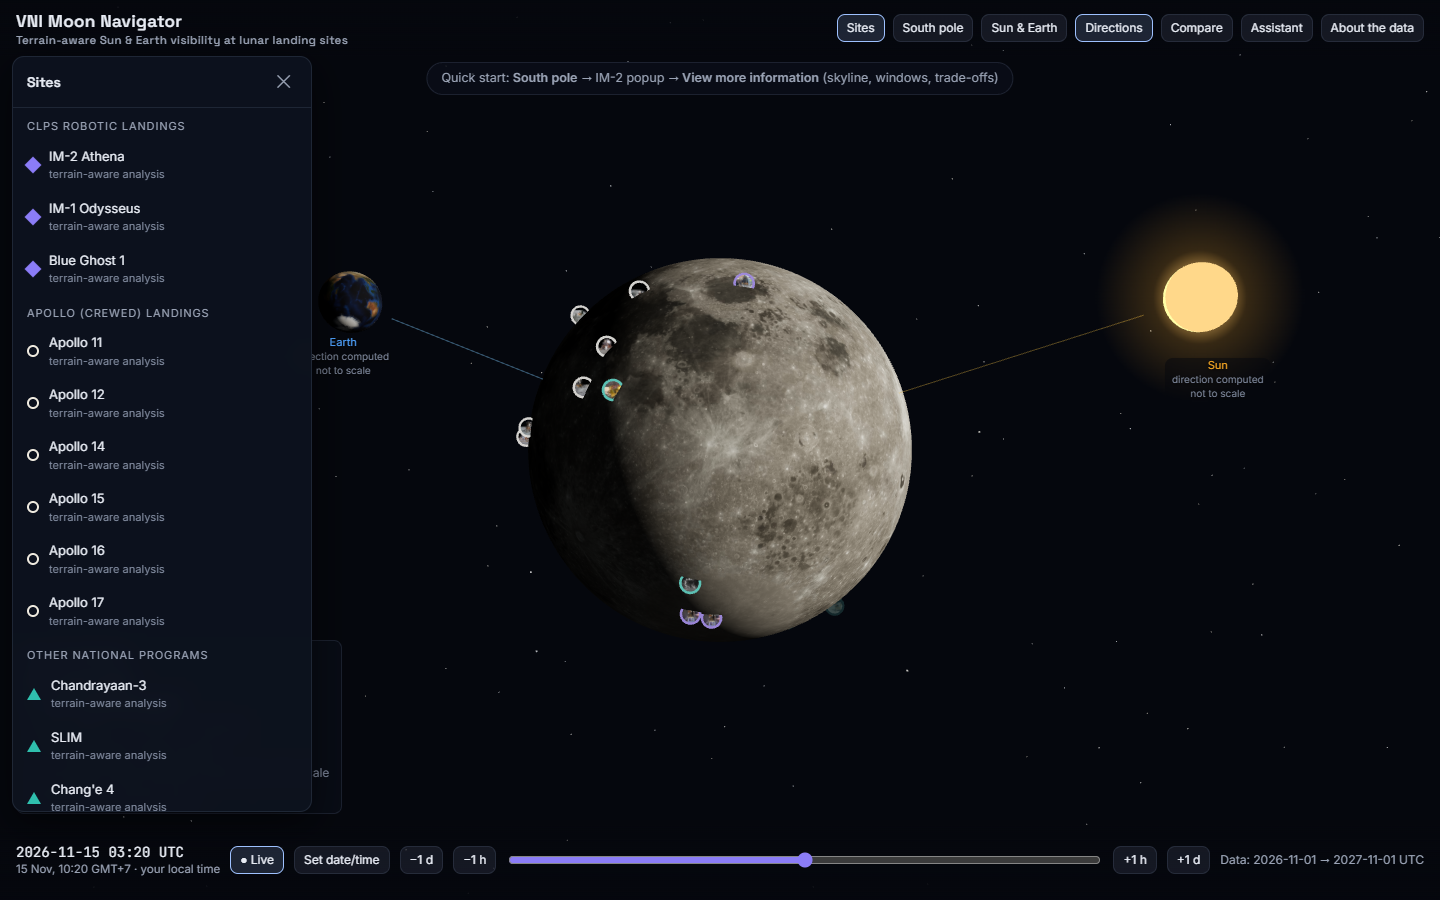 VNI Moon Navigator
Terrain-aware Sun & Earth visibility at lunar landing sites
Sites
South pole
Sun & Earth
Directions
Compare
Assistant
About the data
Quick start: South pole → IM-2 popup → View more information (skyline, windows, trade-offs)
Sites
CLPS ROBOTIC LANDINGS
IM-2 Athena
terrain-aware analysis
IM-1 Odysseus
terrain-aware analysis
Blue Ghost 1
terrain-aware analysis
APOLLO (CREWED) LANDINGS
Apollo 11
terrain-aware analysis
Apollo 12
terrain-aware analysis
Apollo 14
terrain-aware analysis
Apollo 15
terrain-aware analysis
Apollo 16
terrain-aware analysis
Apollo 17
terrain-aware analysis
OTHER NATIONAL PROGRAMS
Chandrayaan-3
terrain-aware analysis
SLIM
terrain-aware analysis
Chang'e 4
terrain-aware analysis
Earth
ection computed
not to scale
Sun
direction computed
not to scale
ale
2026-11-15 03:20 UTC
15 Nov, 10:20 GMT+7 · your local time
● Live
Set date/time
−1 d
−1 h
+1 h
+1 d
Data: 2026-11-01 → 2027-11-01 UTC